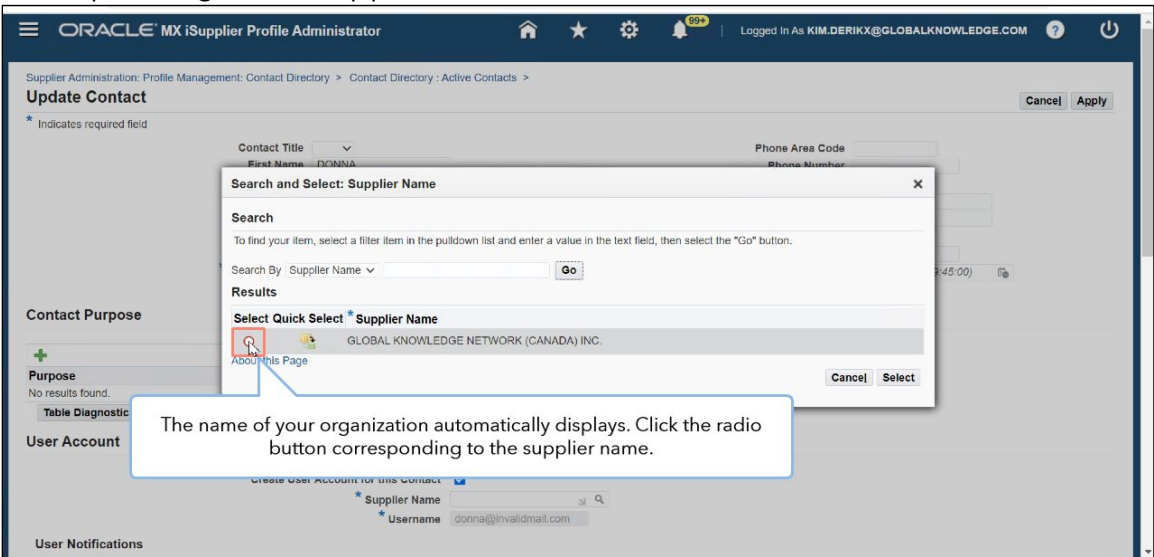 ORACLE MX iSupplier Profile Administrator
99+
Logged In As KIM.DERIKX@GLOBALKNOWLEDGE.COM
?
Supplier Administration: Profile Management: Contact Directory > Contact Directory : Active Contacts >
Update Contact
Cancel Apply
* Indicates required field
Contact Title
Phone Area Code
First Name DONNA
Phone Number
Search and Select: Supplier Name
Search
To find your item, select a filter item in the pulldown list and enter a value in the text field, then select the "Go" button.
Search By Supplier Name Go
:45:00)
Results
Contact Purpose
Select Quick Select * Supplier Name
GLOBAL KNOWLEDGE NETWORK (CANADA) INC.
About this Page
Purpose
Cancel Select
No results found.
Table Diagnostic
The name of your organization automatically displays. Click the radio
button corresponding to the supplier name.
User Account
Create User Account for this Contact
* Supplier Name
* Username donna@invalidmail.com
User Notifications